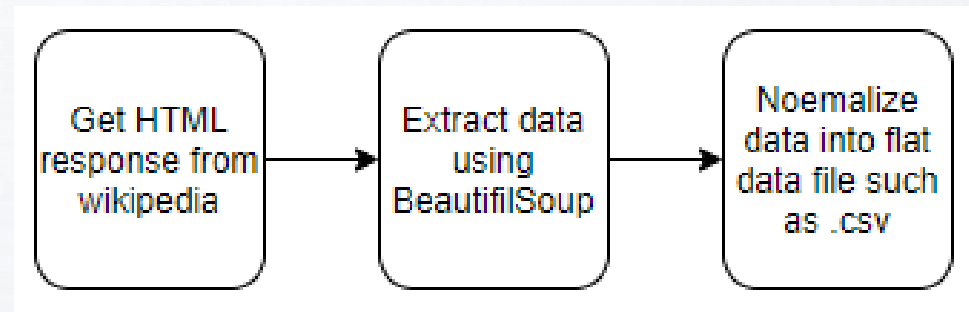 Get HTML
response from
wikipedia
Extract data
using
BeautifilSoup
Noemalize
data into flat
data file such
as .csv